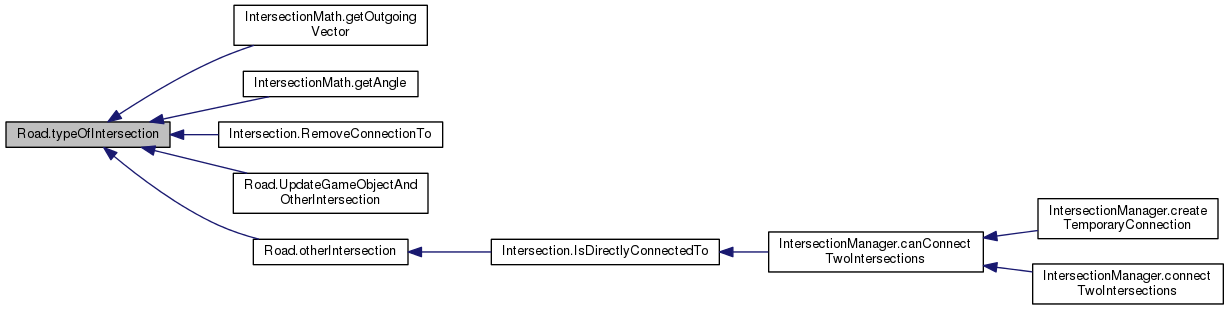 IntersectionMath.getOutgoing
Vector
IntersectionMath.getAngle
Road.typeOfIntersection
Intersection.RemoveConnectionTo
Road.UpdateGameObjectAnd
OtherIntersection
Road.otherIntersection
Intersection.IsDirectlyConnectedTo
IntersectionManager.canConnect
TwoIntersections
IntersectionManager.create
TemporaryConnection
IntersectionManager.connect
TwoIntersections